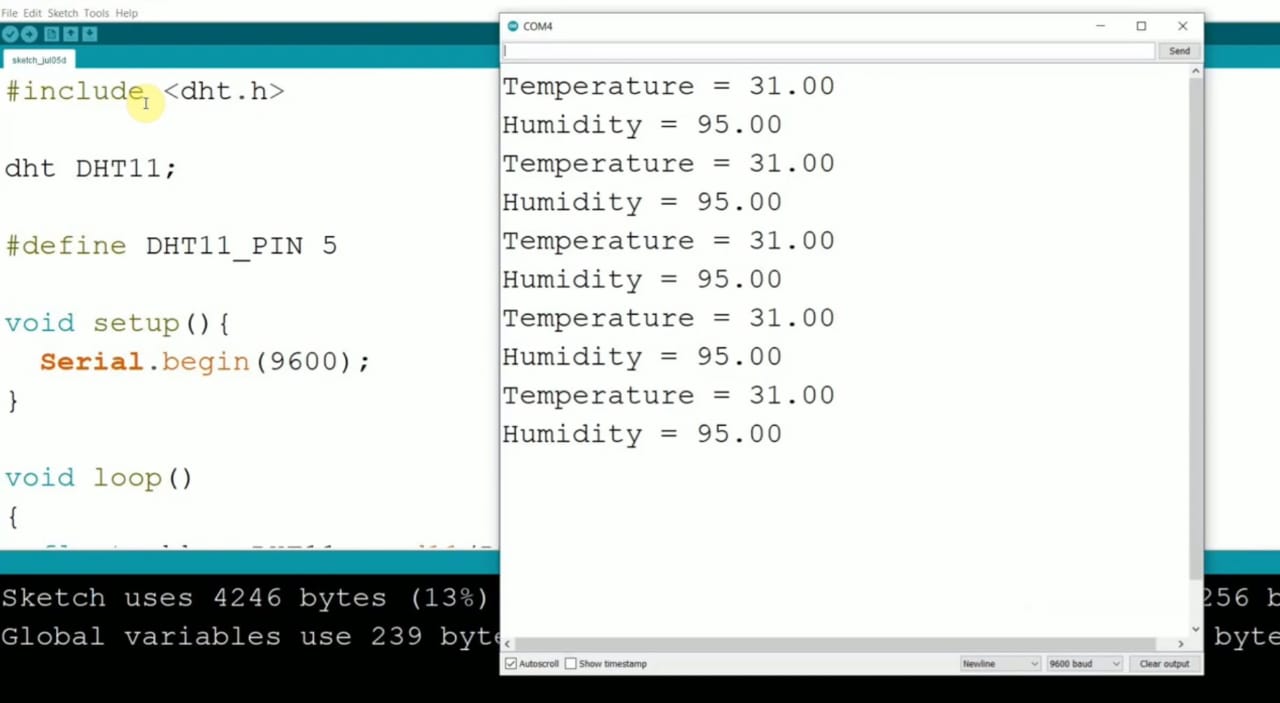 File Edit Sketch Tools Help
sketch_jul05d
#include <dht.h>
dht DHT11;
#define DHT11_PIN 5
void setup(){
Serial.begin(9600);
}
void loop()
{
Sketch uses 4246 bytes (13%)
256 b
Global variables use 239 byte
byte
COM4
Send
Temperature = 31.00
Humidity = 95.00
Temperature = 31.00
Humidity = 95.00
Temperature = 31.00
Humidity = 95.00
Temperature = 31.00
Humidity = 95.00
Temperature = 31.00
Humidity = 95.00
Autoscroll Show timestamp Newline 9600 baud Clear output